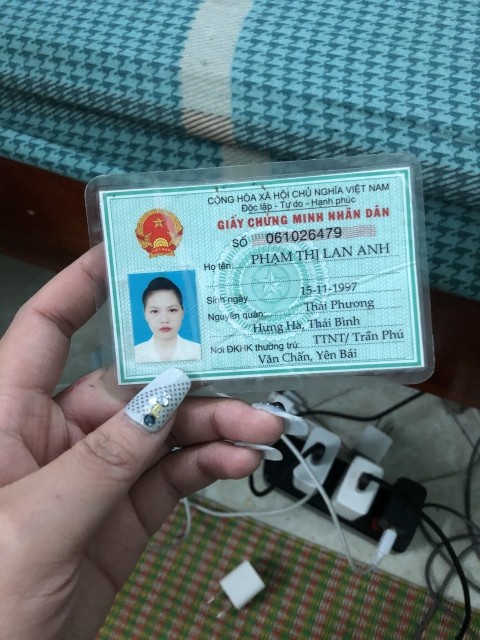 CỘNG HÒA XÃ HỘI CHỦ NGHĨA VIỆT NAM
Độc lập - Tự do - Hạnh phúc
GIẤY CHỨNG MINH NHÂN DÂN
SỐ 061026479
Họ tên: PHẠM THỊ LAN ANH
Sinh ngày 15-11-1997
Nguyên quán: Thái Phương
Hưng Hà, Thái Bình
Nơi ĐKHK thường trú: TTNT/ Trần Phú
Văn Chấn, Yên Bái